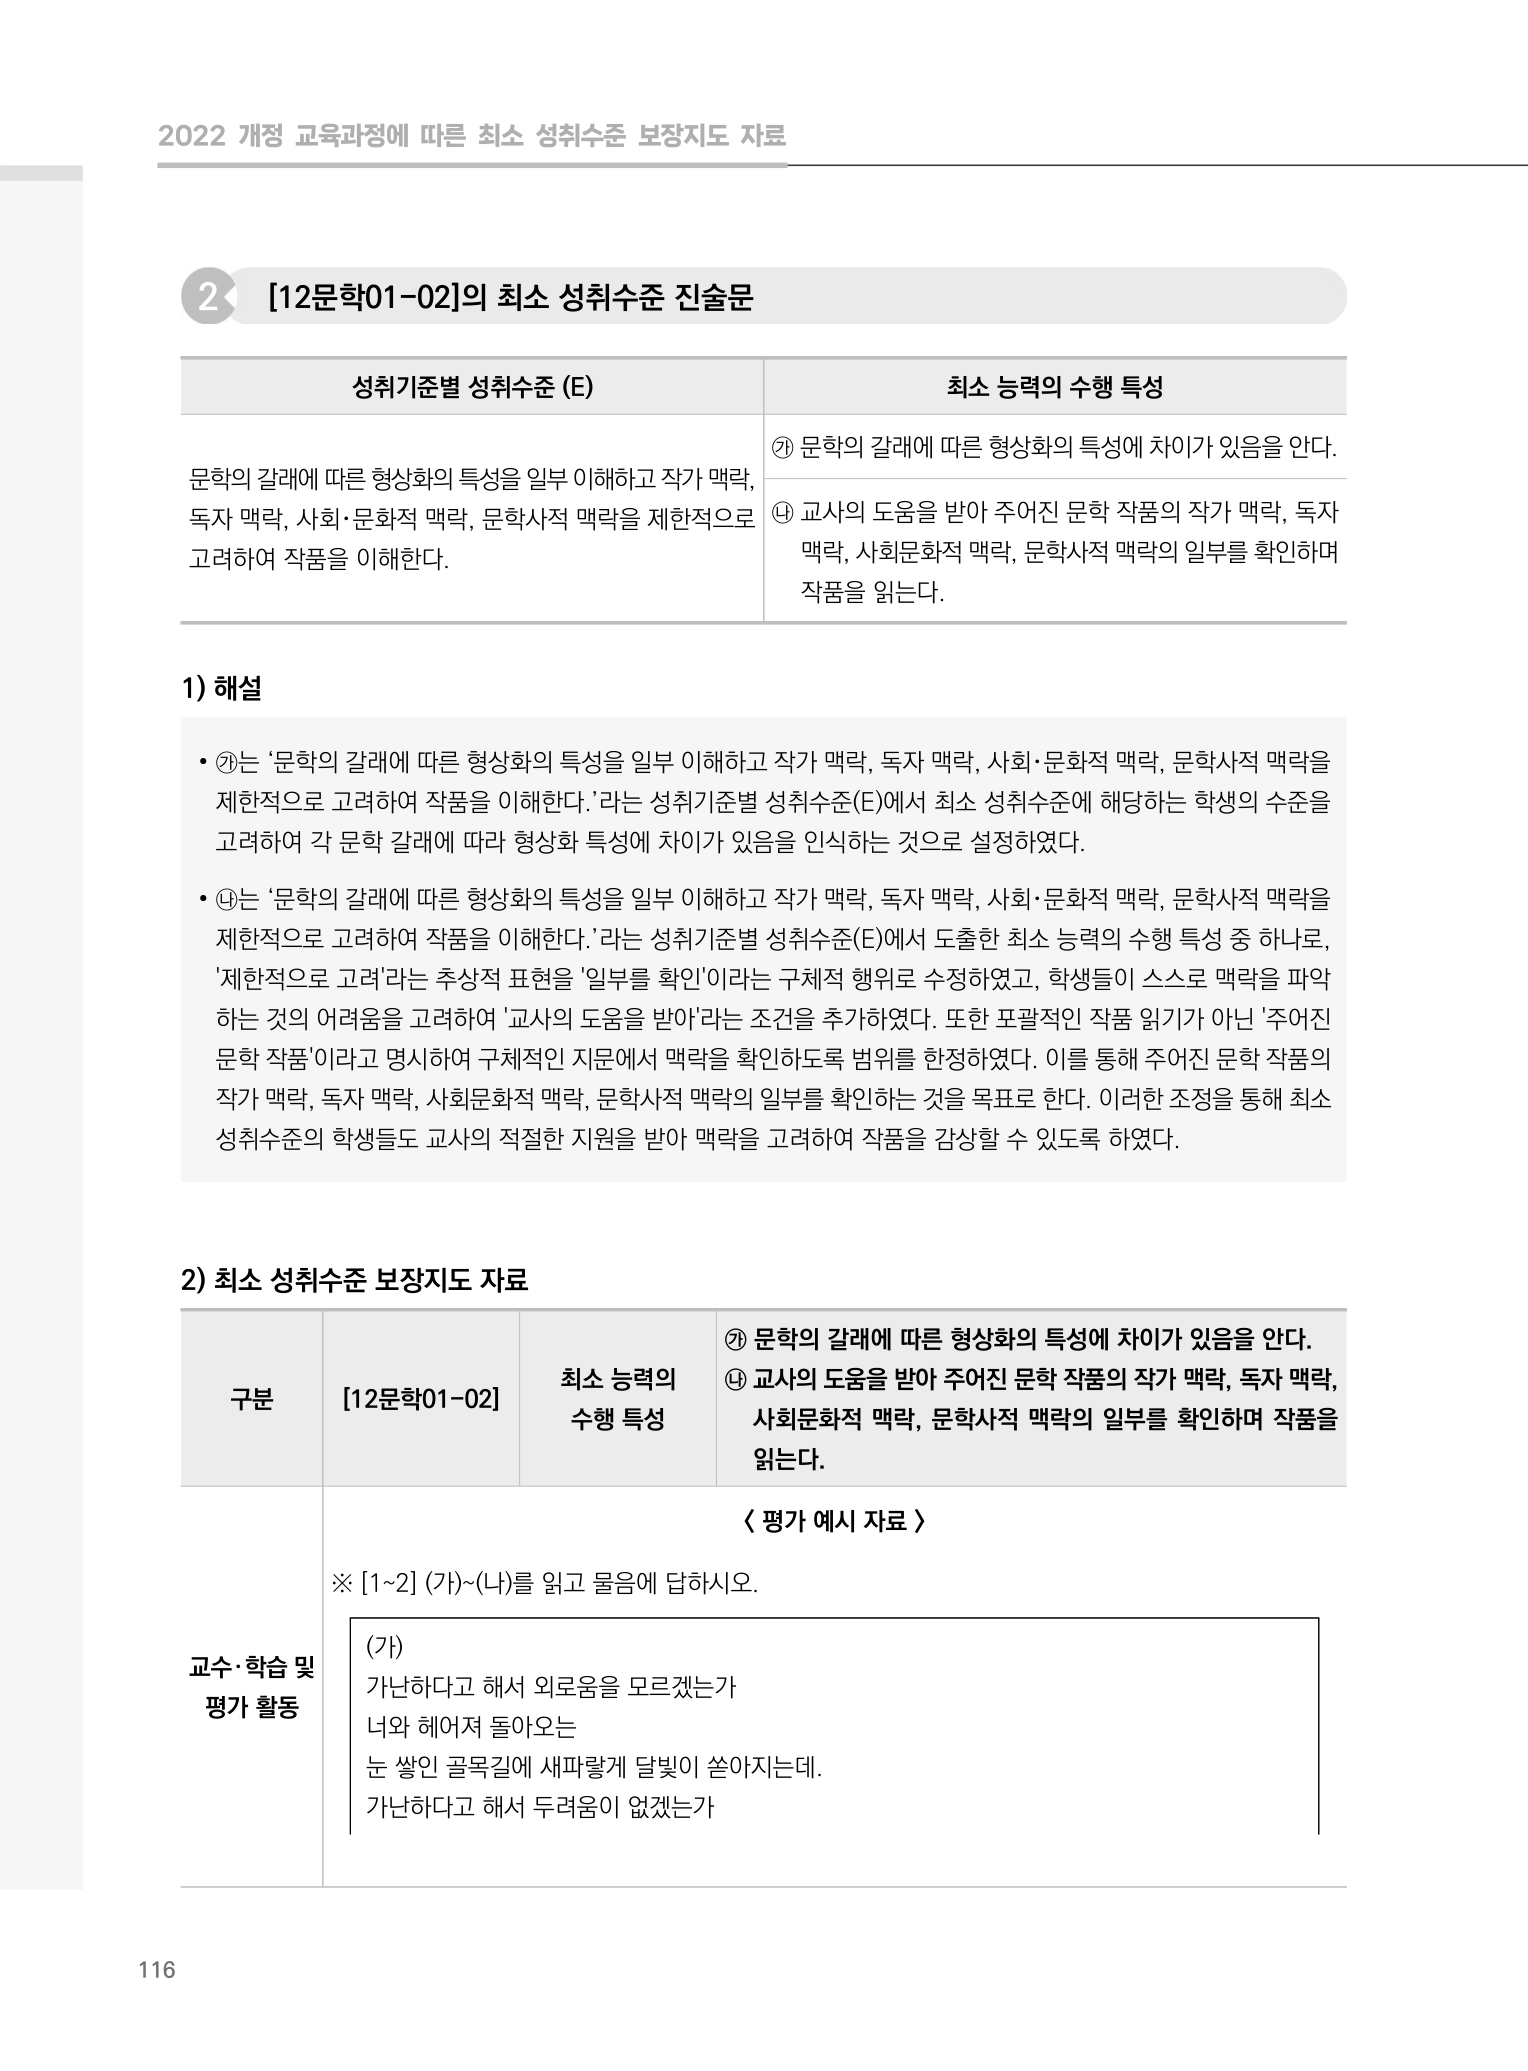 2022 개정 교육과정에 따른 최소 성취수준 보장지도 자료
2 [12문학01-02]의 최소 성취수준 진술문
성취기준별 성취수준 (E)
최소 능력의 수행 특성
문학의 갈래에 따른 형상화의 특성을 일부 이해하고 작가 맥락,
독자 맥락, 사회·문화적 맥락, 문학사적 맥락을 제한적으로
고려하여 작품을 이해한다.
㉮ 문학의 갈래에 따른 형상화의 특성에 차이가 있음을 안다.
㉯ 교사의 도움을 받아 주어진 문학 작품의 작가 맥락, 독자
맥락, 사회문화적 맥락, 문학사적 맥락의 일부를 확인하며
작품을 읽는다.
1) 해설
• ㉮는 ‘문학의 갈래에 따른 형상화의 특성을 일부 이해하고 작가 맥락, 독자 맥락, 사회·문화적 맥락, 문학사적 맥락을
제한적으로 고려하여 작품을 이해한다.’라는 성취기준별 성취수준(E)에서 최소 성취수준에 해당하는 학생의 수준을
고려하여 각 문학 갈래에 따라 형상화 특성에 차이가 있음을 인식하는 것으로 설정하였다.
• ㉯는 ‘문학의 갈래에 따른 형상화의 특성을 일부 이해하고 작가 맥락, 독자 맥락, 사회·문화적 맥락, 문학사적 맥락을
제한적으로 고려하여 작품을 이해한다.’라는 성취기준별 성취수준(E)에서 도출한 최소 능력의 수행 특성 중 하나로,
'제한적으로 고려'라는 추상적 표현을 '일부를 확인'이라는 구체적 행위로 수정하였고, 학생들이 스스로 맥락을 파악
하는 것의 어려움을 고려하여 '교사의 도움을 받아'라는 조건을 추가하였다. 또한 포괄적인 작품 읽기가 아닌 '주어진
문학 작품'이라고 명시하여 구체적인 지문에서 맥락을 확인하도록 범위를 한정하였다. 이를 통해 주어진 문학 작품의
작가 맥락, 독자 맥락, 사회문화적 맥락, 문학사적 맥락의 일부를 확인하는 것을 목표로 한다. 이러한 조정을 통해 최소
성취수준의 학생들도 교사의 적절한 지원을 받아 맥락을 고려하여 작품을 감상할 수 있도록 하였다.
2) 최소 성취수준 보장지도 자료
구분
[12문학01-02]
최소 능력의
수행 특성
㉮ 문학의 갈래에 따른 형상화의 특성에 차이가 있음을 안다.
㉯ 교사의 도움을 받아 주어진 문학 작품의 작가 맥락, 독자 맥락,
사회문화적 맥락, 문학사적 맥락의 일부를 확인하며 작품을
읽는다.
교수·학습 및
평가 활동
〈 평가 예시 자료 〉
※ [1~2] (가)~(나)를 읽고 물음에 답하시오.
(가)
가난하다고 해서 외로움을 모르겠는가
너와 헤어져 돌아오는
눈 쌓인 골목길에 새파랗게 달빛이 쏟아지는데.
가난하다고 해서 두려움이 없겠는가
116